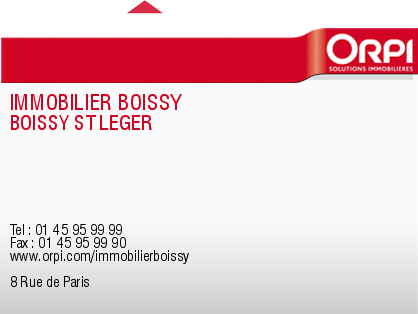 ORPI
SOLUTIONS IMMOBILIÈRES
IMMOBILIER BOISSY
BOISSY ST LEGER
Tel : 01 45 95 99 99
Fax : 01 45 95 99 90
www.orpi.com/immobilierboissy
8 Rue de Paris